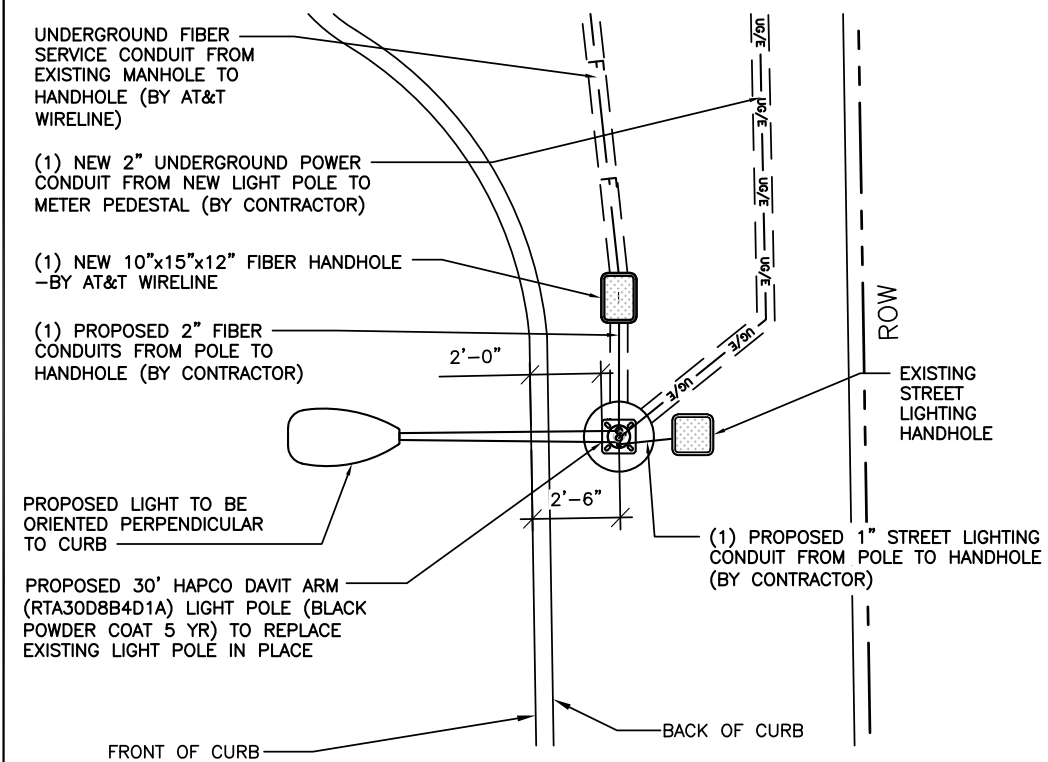 UNDERGROUND FIBER
SERVICE CONDUIT FROM
EXISTING MANHOLE TO
HANDHOLE (BY AT&T
WIRELINE)
(1) NEW 2" UNDERGROUND POWER
CONDUIT FROM NEW LIGHT POLE TO
METER PEDESTAL (BY CONTRACTOR)
(1) NEW 10"x15"x12" FIBER HANDHOLE
-BY AT&T WIRELINE
(1) PROPOSED 2" FIBER
CONDUITS FROM POLE TO
HANDHOLE (BY CONTRACTOR)
2'-0"
UG/E
UG/E
UG/E
UG/E
UG/E
UG/E
UG/E
ROW
EXISTING
STREET
LIGHTING
HANDHOLE
2'-6"
PROPOSED LIGHT TO BE
ORIENTED PERPENDICULAR
TO CURB
(1) PROPOSED 1" STREET LIGHTING
CONDUIT FROM POLE TO HANDHOLE
(BY CONTRACTOR)
PROPOSED 30' HAPCO DAVIT ARM
(RTA30D8B4D1A) LIGHT POLE (BLACK
POWDER COAT 5 YR) TO REPLACE
EXISTING LIGHT POLE IN PLACE
BACK OF CURB
FRONT OF CURB